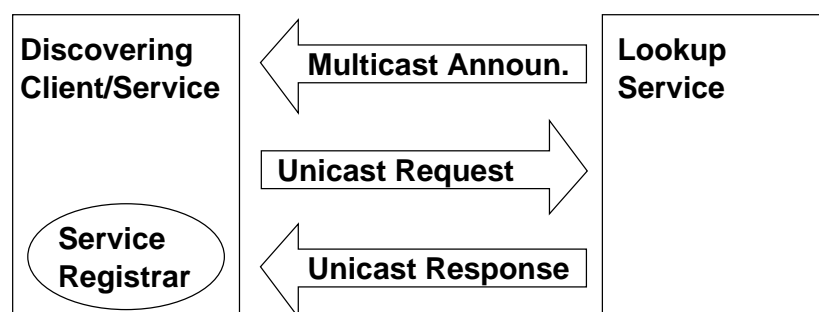 Discovering
Client/Service
Multicast Announ.
Lookup
Service
Unicast Request
Service
Registrar
Unicast Response